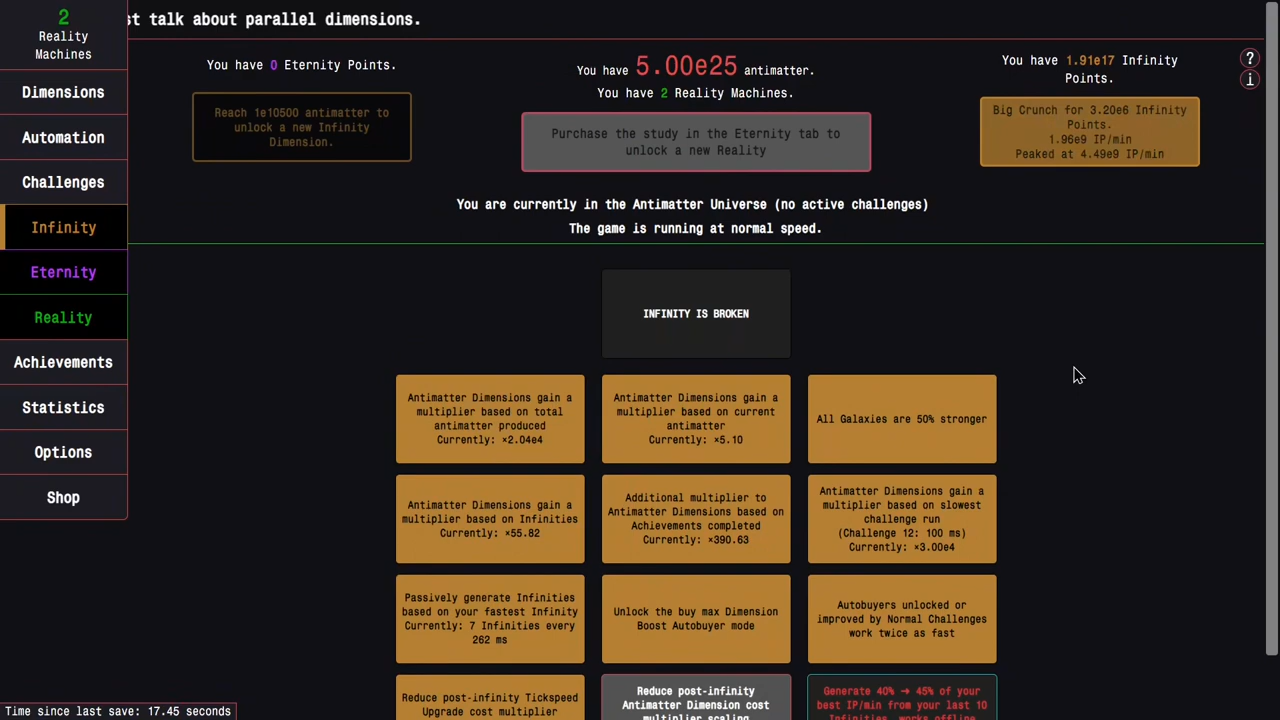 2
Reality
Machines
st talk about parallel dimensions.
You have 0 Eternity Points.
Reach 1e10500 antimatter to
unlock a new Infinity
Dimension.
You have 5.00e25 antimatter.
You have 2 Reality Machines.
Purchase the study in the Eternity tab to
unlock a new Reality
You have 1.91e17 Infinity
Points.
Big Crunch for 3.20e6 Infinity
Points.
1.96e9 IP/min
Peaked at 4.49e9 IP/min
?
i
You are currently in the Antimatter Universe (no active challenges)
The game is running at normal speed.
Dimensions
Automation
Challenges
Infinity
Eternity
Reality
Achievements
Statistics
Options
Shop
INFINITY IS BROKEN
Antimatter Dimensions gain a
multiplier based on total
antimatter produced
Currently: ×2.04e4
Antimatter Dimensions gain a
multiplier based on current
antimatter
Currently: ×5.10
All Galaxies are 50% stronger
Antimatter Dimensions gain a
multiplier based on Infinities
Currently: ×55.82
Additional multiplier to
Antimatter Dimensions based on
Achievements completed
Currently: ×390.63
Antimatter Dimensions gain a
multiplier based on slowest
challenge run
(Challenge 12: 100 ms)
Currently: ×3.00e4
Passively generate Infinities
based on your fastest Infinity
Currently: 7 Infinities every
262 ms
Unlock the buy max Dimension
Boost Autobuyer mode
Autobuyers unlocked or
improved by Normal Challenges
work twice as fast
Reduce post-infinity Tickspeed
Upgrade cost multiplier
Reduce post-infinity
Antimatter Dimension cost
multiplier scaling
Generate 40% ➜ 45% of your
best IP/min from your last 10
Infinities, works offline
Time since last save: 17.45 seconds